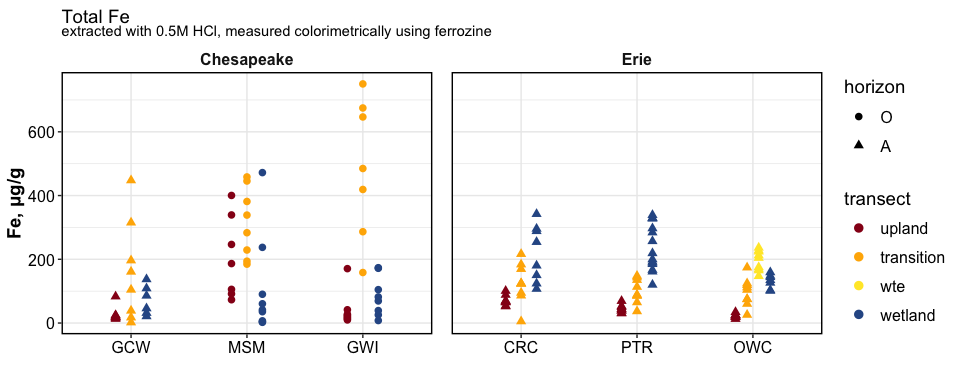 Total Fe
extracted with 0.5M HCl, measured colorimetrically using ferrozine
Chesapeake
Erie
Fe, µg/g
600
400
200
0
GCW
MSM
GWI
CRC
PTR
OWC
horizon
O
A
transect
upland
transition
wte
wetland